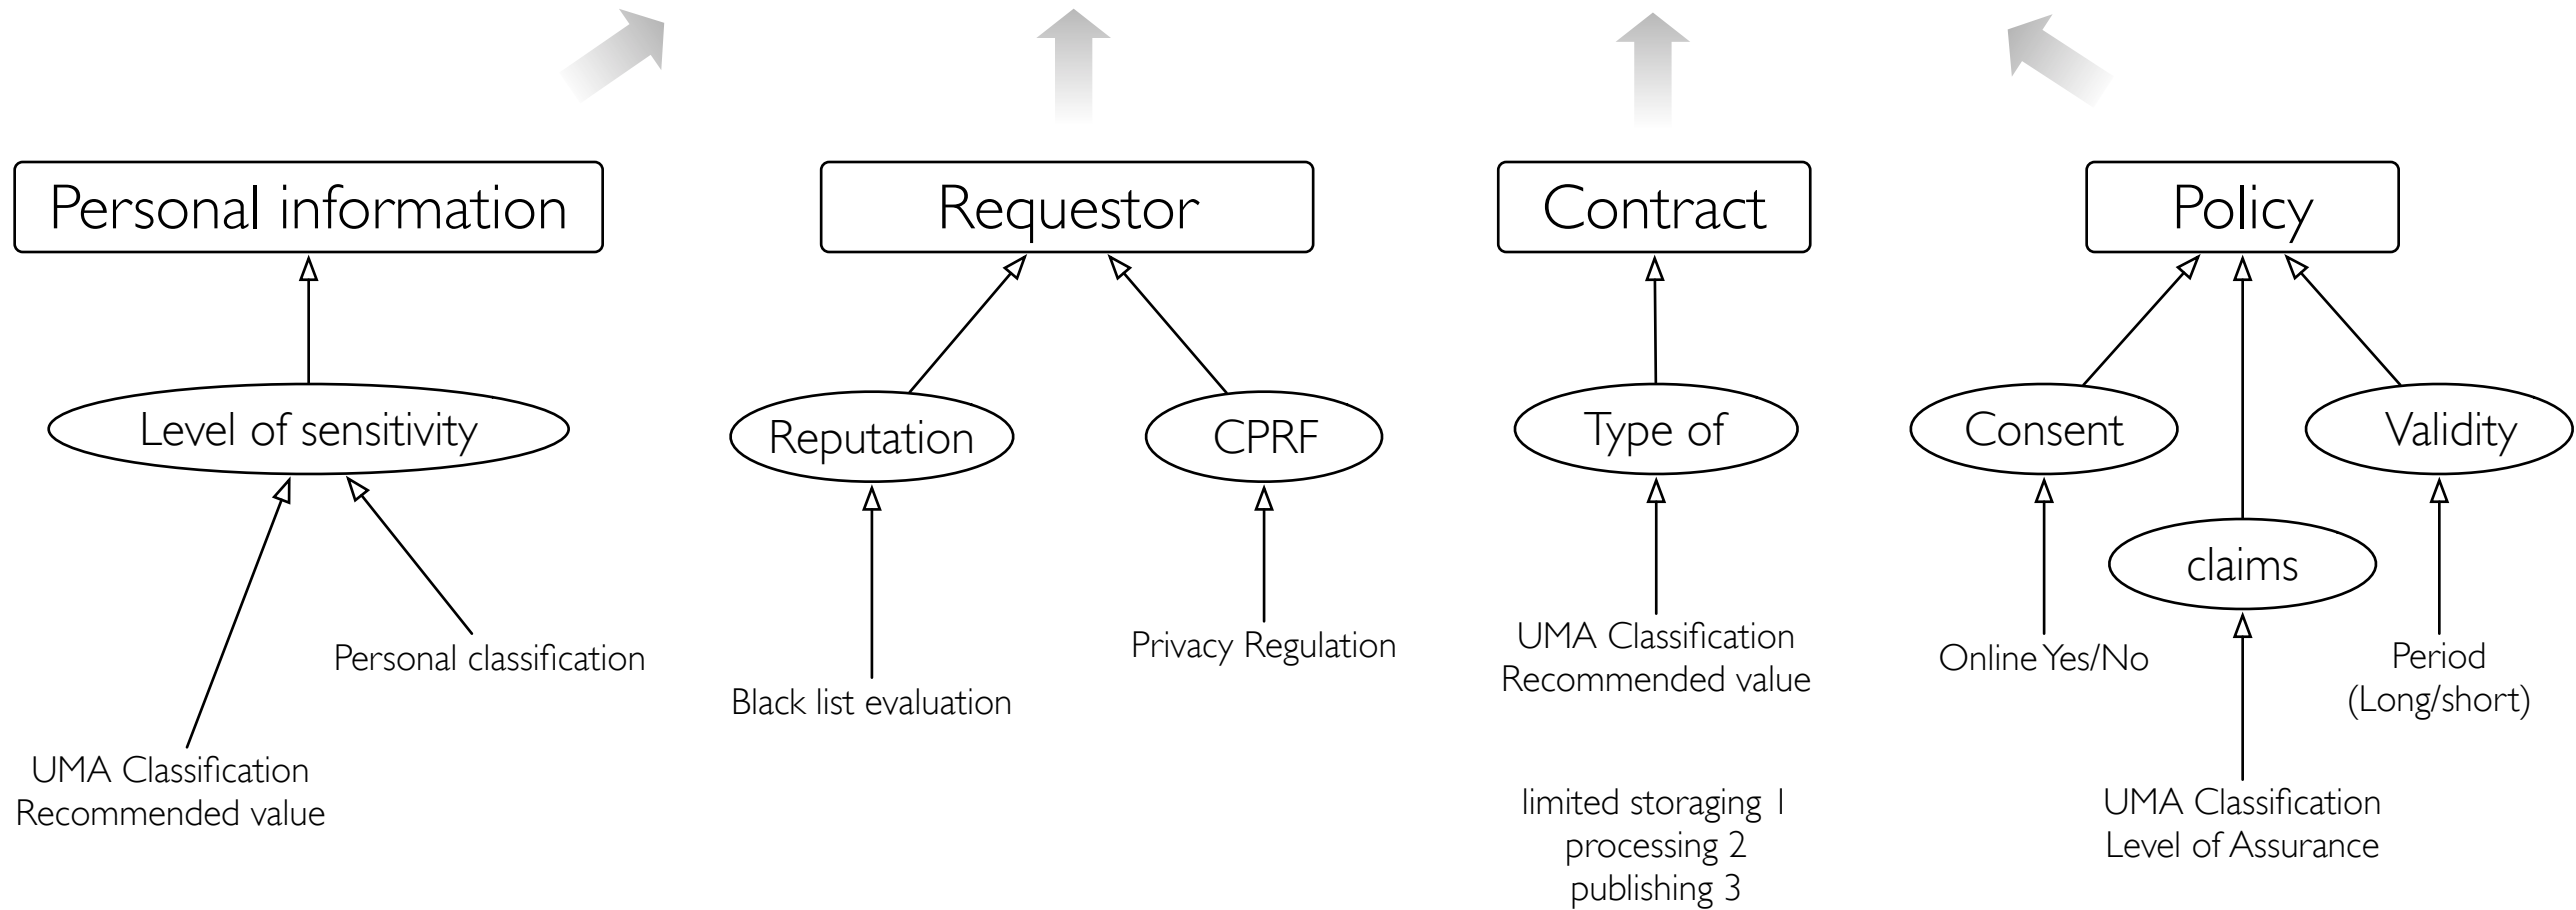 Personal information
Requestor
Contract
Policy
Level of sensitivity
Reputation
CPRF
Type of
Consent
Validity
claims
Personal classification
UMA Classification
Recommended value
Black list evaluation
Privacy Regulation
UMA Classification
Recommended value
limited storaging 1
processing 2
publishing 3
Online Yes/No
Period
(Long/short)
UMA Classification
Level of Assurance